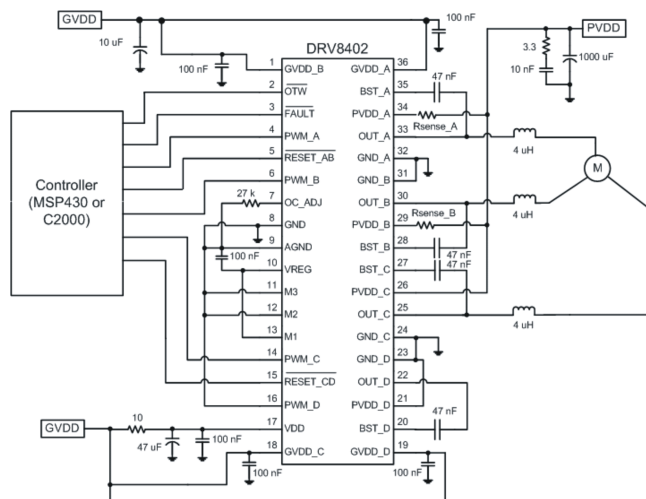 GVDD
10 uF
100 nF
100 nF
DRV8402
PVDD
3.3
10 nF
1000 uF
1 GVDD_B
GVDD_A 36
2 OTW
BST_A 35
47 nF
3 FAULT
PVDD_A 34
Rsense_A
4 PWM_A
OUT_A 33
4 uH
5 RESET_AB
GND_A 32
M
6 PWM_B
GND_B 31
Controller
(MSP430 or
C2000)
27 k
7 OC_ADJ
OUT_B 30
4 uH
8 GND
PVDD_B 29
Rsense_B
9 AGND
BST_B 28
47 nF
100 nF
10 VREG
BST_C 27
47 nF
11 M3
PVDD_C 26
12 M2
OUT_C 25
4 uH
13 M1
GND_C 24
14 PWM_C
GND_D 23
15 RESET_CD
OUT_D 22
16 PWM_D
PVDD_D 21
47 nF
GVDD
10
17 VDD
BST_D 20
47 uF
100 nF
18 GVDD_C
GVDD_D 19
100 nF
100 nF